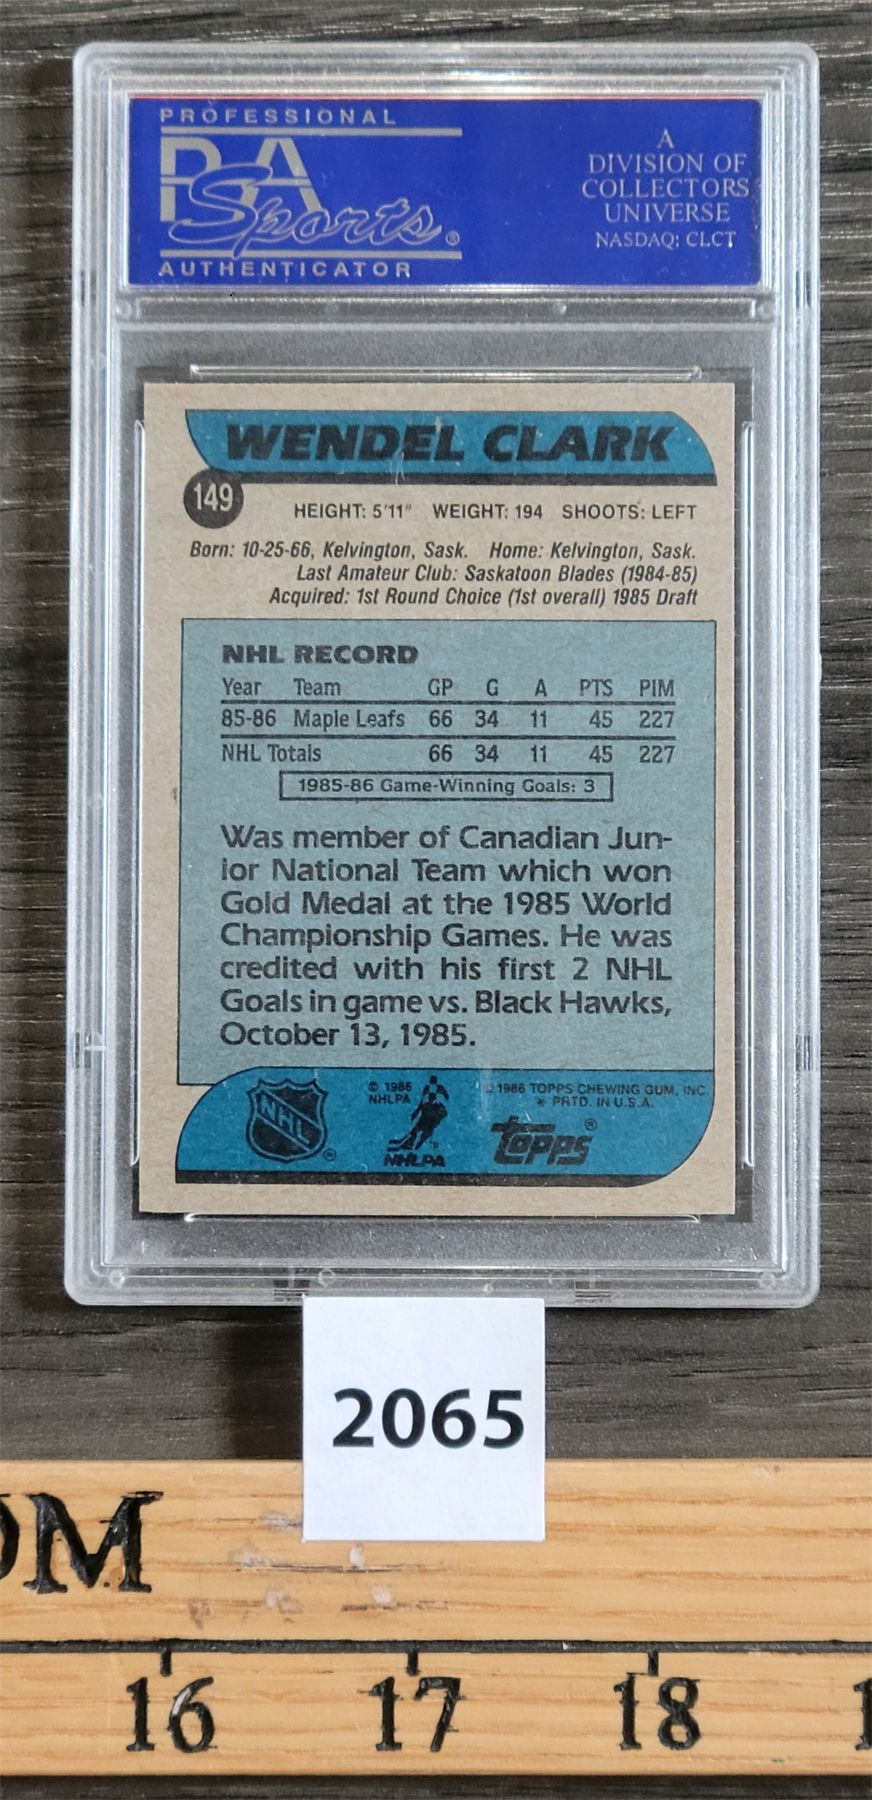 PROFESSIONAL
PSA
Sports®
AUTHENTICATOR
A
DIVISION OF
COLLECTORS
UNIVERSE
NASDAQ: CLCT
WENDEL CLARK
149
HEIGHT: 5'11" WEIGHT: 194 SHOOTS: LEFT
Born: 10-25-66, Kelvington, Sask. Home: Kelvington, Sask.
Last Amateur Club: Saskatoon Blades (1984-85)
Acquired: 1st Round Choice (1st overall) 1985 Draft
NHL RECORD
Year Team GP G A PTS PIM
85-86 Maple Leafs 66 34 11 45 227
NHL Totals 66 34 11 45 227
1985-86 Game-Winning Goals: 3
Was member of Canadian Jun-
ior National Team which won
Gold Medal at the 1985 World
Championship Games. He was
credited with his first 2 NHL
Goals in game vs. Black Hawks,
October 13, 1985.
NHL ®
© 1986
NHLPA
NHLPA
© 1986 TOPPS CHEWING GUM, INC.
* PRTD. IN U.S.A.
TOPPS®
2065
OM
16 17 18 1